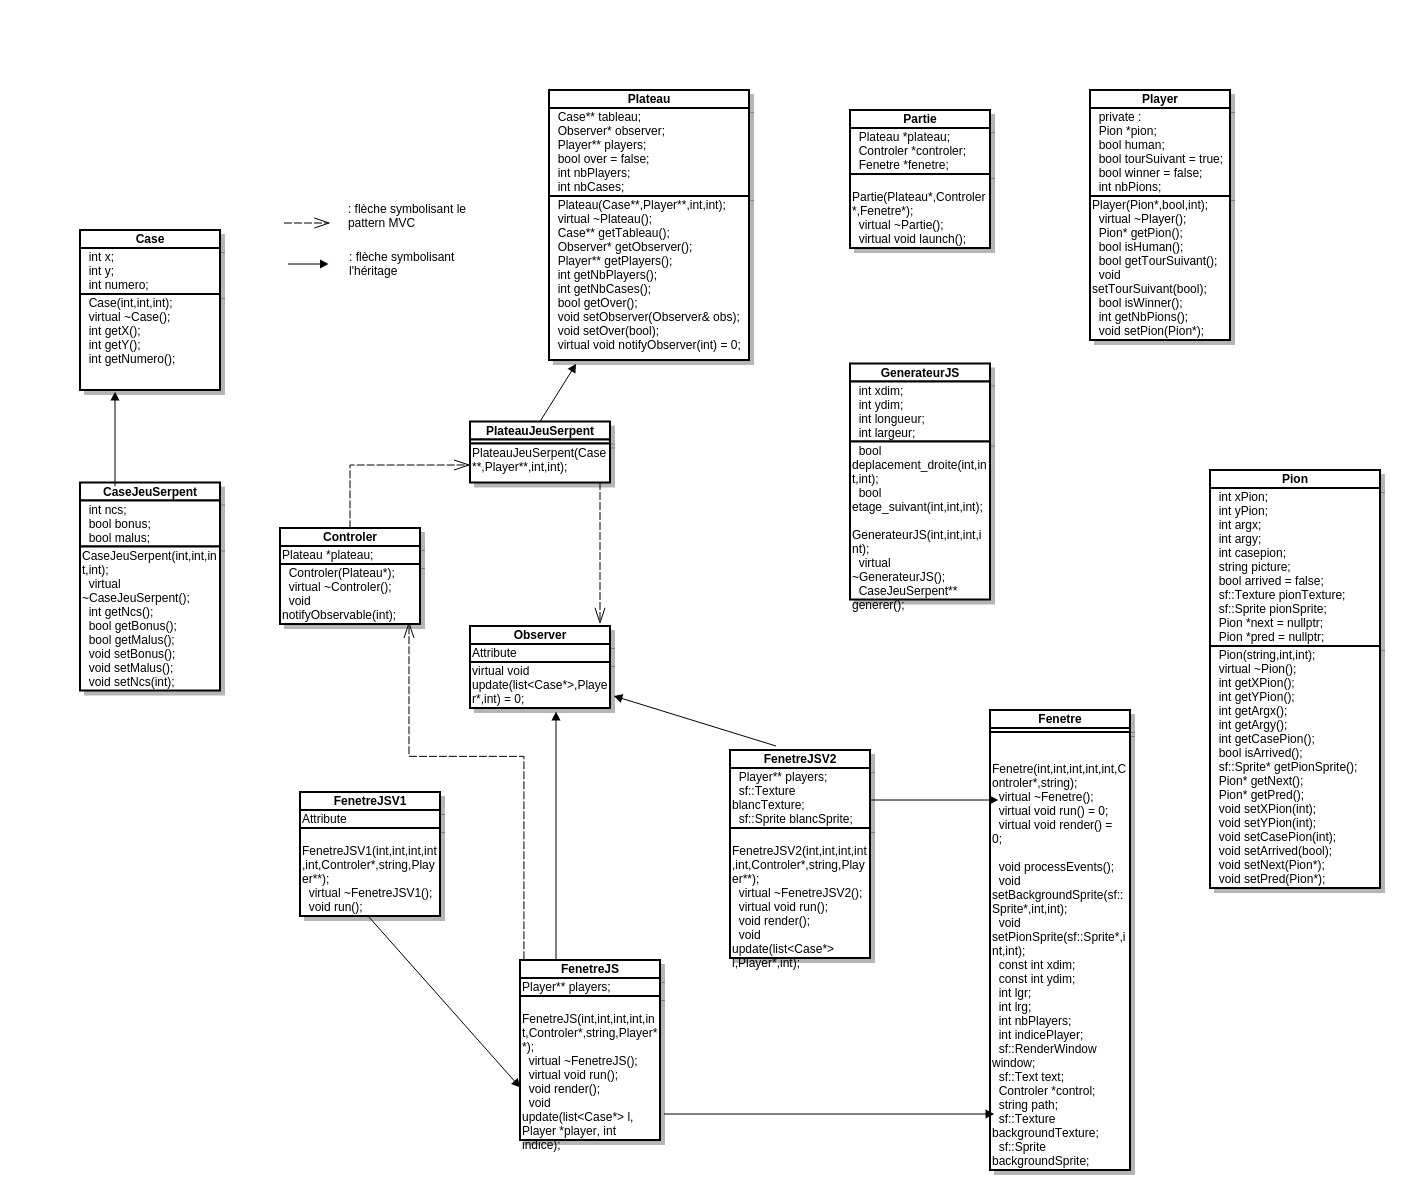 Plateau
Case** tableau;
Observer* observer;
Player** players;
bool over = false;
int nbPlayers;
int nbCases;
Plateau(Case**,Player**,int,int);
virtual ~Plateau();
Case** getTableau();
Observer* getObserver();
Player** getPlayers();
int getNbPlayers();
int getNbCases();
bool getOver();
void setObserver(Observer& obs);
void setOver(bool);
virtual void notifyObserver(int) = 0;
Partie
Plateau *plateau;
Controler *controler;
Fenetre *fenetre;
Partie(Plateau*,Controler
*,Fenetre*);
virtual ~Partie();
virtual void launch();
Player
private :
Pion *pion;
bool human;
bool tourSuivant = true;
bool winner = false;
int nbPions;
Player(Pion*,bool,int);
virtual ~Player();
Pion* getPion();
bool isHuman();
bool getTourSuivant();
void
setTourSuivant(bool);
bool isWinner();
int getNbPions();
void setPion(Pion*);
: flèche symbolisant le
pattern MVC
: flèche symbolisant
l'héritage
Case
int x;
int y;
int numero;
Case(int,int,int);
virtual ~Case();
int getX();
int getY();
int getNumero();
GenerateurJS
int xdim;
int ydim;
int longueur;
int largeur;
bool
deplacement_droite(int,in
t,int);
bool
etage_suivant(int,int,int);
GenerateurJS(int,int,int,i
nt);
virtual
~GenerateurJS();
CaseJeuSerpent**
generer();
PlateauJeuSerpent
PlateauJeuSerpent(Case
**,Player**,int,int);
CaseJeuSerpent
int ncs;
bool bonus;
bool malus;
CaseJeuSerpent(int,int,in
t,int);
virtual
~CaseJeuSerpent();
int getNcs();
bool getBonus();
bool getMalus();
void setBonus();
void setMalus();
void setNcs(int);
Controler
Plateau *plateau;
Controler(Plateau*);
virtual ~Controler();
void
notifyObservable(int);
Pion
int xPion;
int yPion;
int argx;
int argy;
int casepion;
string picture;
bool arrived = false;
sf::Texture pionTexture;
sf::Sprite pionSprite;
Pion *next = nullptr;
Pion *pred = nullptr;
Pion(string,int,int);
virtual ~Pion();
int getXPion();
int getYPion();
int getArgx();
int getArgy();
int getCasePion();
bool isArrived();
sf::Sprite* getPionSprite();
Pion* getNext();
Pion* getPred();
void setXPion(int);
void setYPion(int);
void setCasePion(int);
void setArrived(bool);
void setNext(Pion*);
void setPred(Pion*);
Observer
Attribute
virtual void
update(list<Case*>,Playe
r*,int) = 0;
FenetreJSV2
Player** players;
sf::Texture
blancTexture;
sf::Sprite blancSprite;
FenetreJSV2(int,int,int,int
,int,Controler*,string,Play
er**);
virtual ~FenetreJSV2();
virtual void run();
void render();
void
update(list<Case*>
l,Player*,int);
Fenetre
Fenetre(int,int,int,int,int,C
ontroler*,string);
virtual ~Fenetre();
virtual void run() = 0;
virtual void render() =
0;
void processEvents();
void
setBackgroundSprite(sf::
Sprite*,int,int);
void
setPionSprite(sf::Sprite*,i
nt,int);
const int xdim;
const int ydim;
int lgr;
int lrg;
int nbPlayers;
int indicePlayer;
sf::RenderWindow
window;
sf::Text text;
Controler *control;
string path;
sf::Texture
backgroundTexture;
sf::Sprite
backgroundSprite;
FenetreJSV1
Attribute
FenetreJSV1(int,int,int,int
,int,Controler*,string,Play
er**);
virtual ~FenetreJSV1();
void run();
FenetreJS
Player** players;
FenetreJS(int,int,int,int,in
t,Controler*,string,Player*
*);
virtual ~FenetreJS();
virtual void run();
void render();
void
update(list<Case*> l,
Player *player, int
indice);